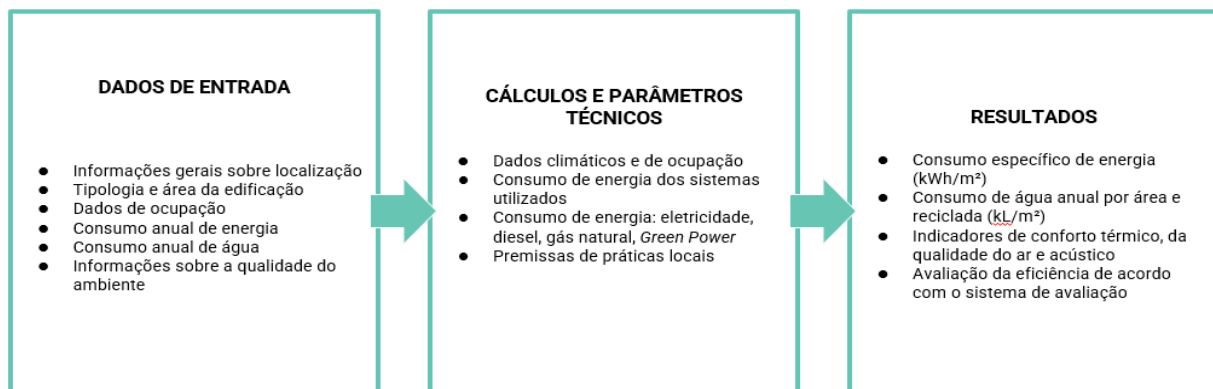 DADOS DE ENTRADA
● Informações gerais sobre localização
● Tipologia e área da edificação
● Dados de ocupação
● Consumo anual de energia
● Consumo anual de água
● Informações sobre a qualidade do
ambiente
CÁLCULOS E PARÂMETROS
TÉCNICOS
● Dados climáticos e de ocupação
● Consumo de energia dos sistemas
utilizados
● Consumo de energia: eletricidade,
diesel, gás natural, Green Power
● Premissas de práticas locais
RESULTADOS
● Consumo específico de energia
(kWh/m²)
● Consumo de água anual por área e
reciclada (kL/m²)
● Indicadores de conforto térmico, da
qualidade do ar e acústico
● Avaliação da eficiência de acordo
com o sistema de avaliação